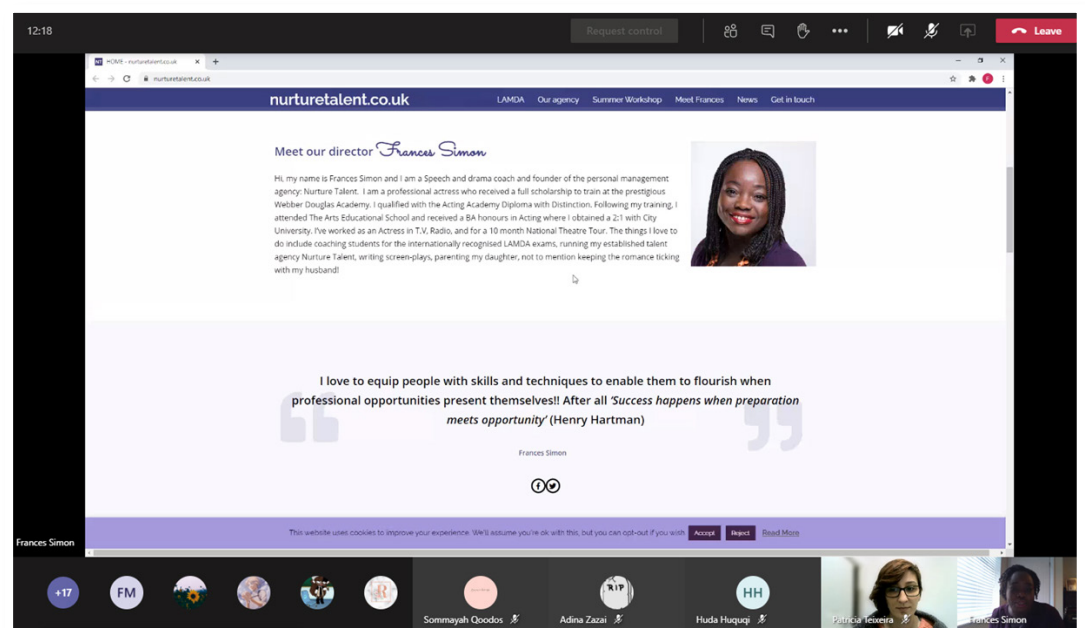 12:18
Request control
Leave
HOME - nurturetalent.co.uk
nurturetalent.co.uk
nurturetalent.co.uk
LAMDA Our agency Summer Workshop Meet Frances News Get in touch
Meet our director Frances Simon
Hi, my name is Frances Simon and I am a Speech and drama coach and founder of the personal management
agency: Nurture Talent. I am a professional actress who received a full scholarship to train at the prestigious
Webber Douglas Academy. I qualified with the Acting Academy Diploma with Distinction. Following my training, I
attended The Arts Educational School and received a BA honours in Acting where I obtained a 2:1 with City
University. I've worked as an Actress in T.V, Radio, and for a 10 month National Theatre Tour. The things I love to
do include coaching students for the internationally recognised LAMDA exams, running my established talent
agency Nurture Talent, writing screen-plays, parenting my daughter, not to mention keeping the romance ticking
with my husband!
I love to equip people with skills and techniques to enable them to flourish when
professional opportunities present themselves!! After all ‘Success happens when preparation
meets opportunity’ (Henry Hartman)
Frances Simon
This website uses cookies to improve your experience. We'll assume you're ok with this, but you can opt-out if you wish. Accept Reject Read More
Frances Simon
+17
FM
R
RIP
HH
Sommayah Qoodos
Adina Zazai
Huda Huquqi
Patricia Teixeira
Frances Simon